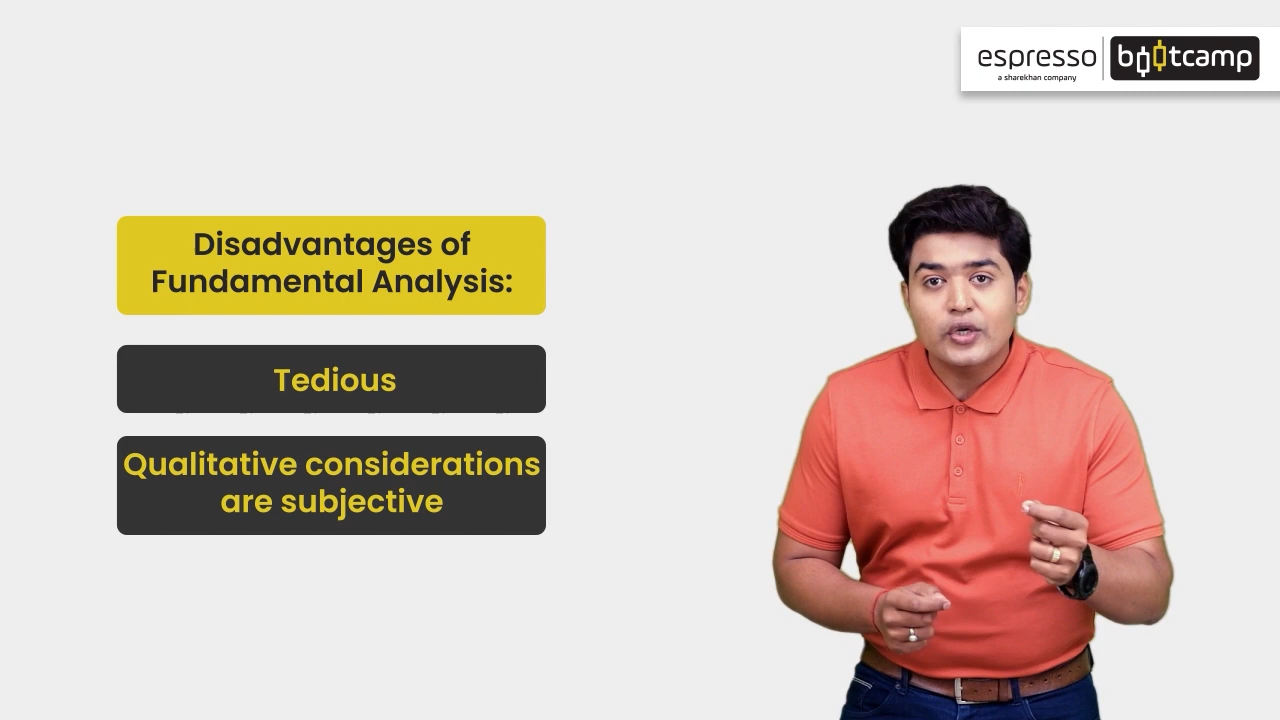 espresso
a sharekhan company
bootcamp
Disadvantages of
Fundamental Analysis:
Tedious
Qualitative considerations
are subjective